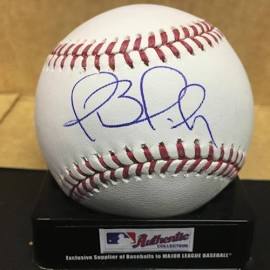 Authentic
COLLECTION
Exclusive Supplier of Baseballs to MAJOR LEAGUE BASEBALL